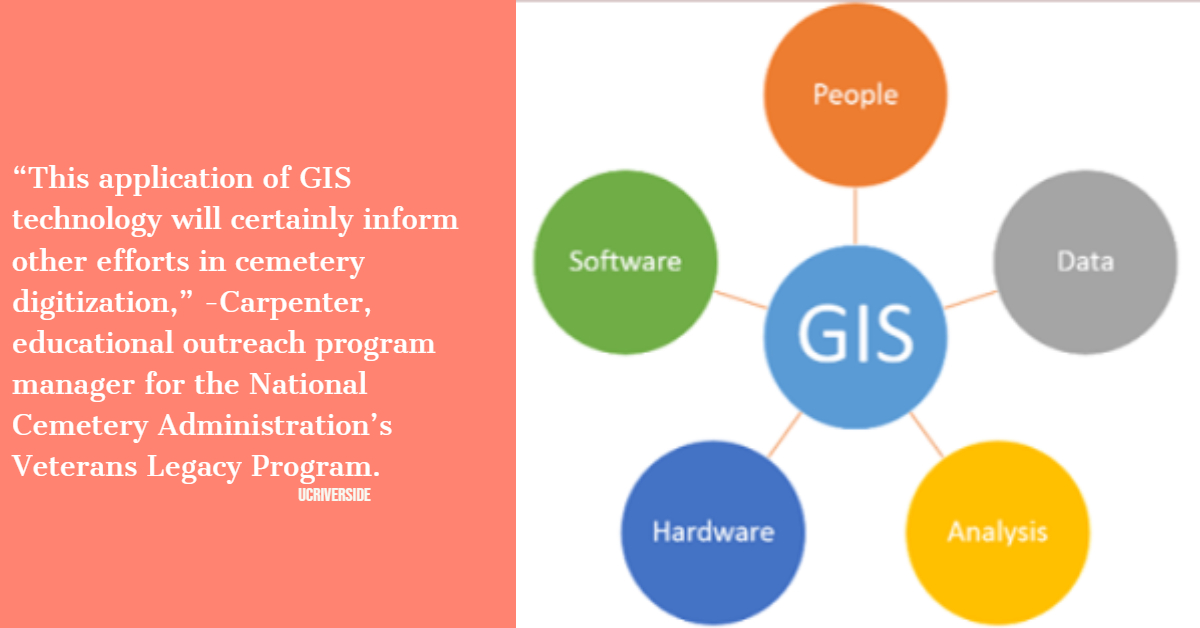 “This application of GIS
technology will certainly inform
other efforts in cemetery
digitization,” -Carpenter,
educational outreach program
manager for the National
Cemetery Administration’s
Veterans Legacy Program.
UCRIVERSIDE
People
Software
Data
GIS
Hardware
Analysis